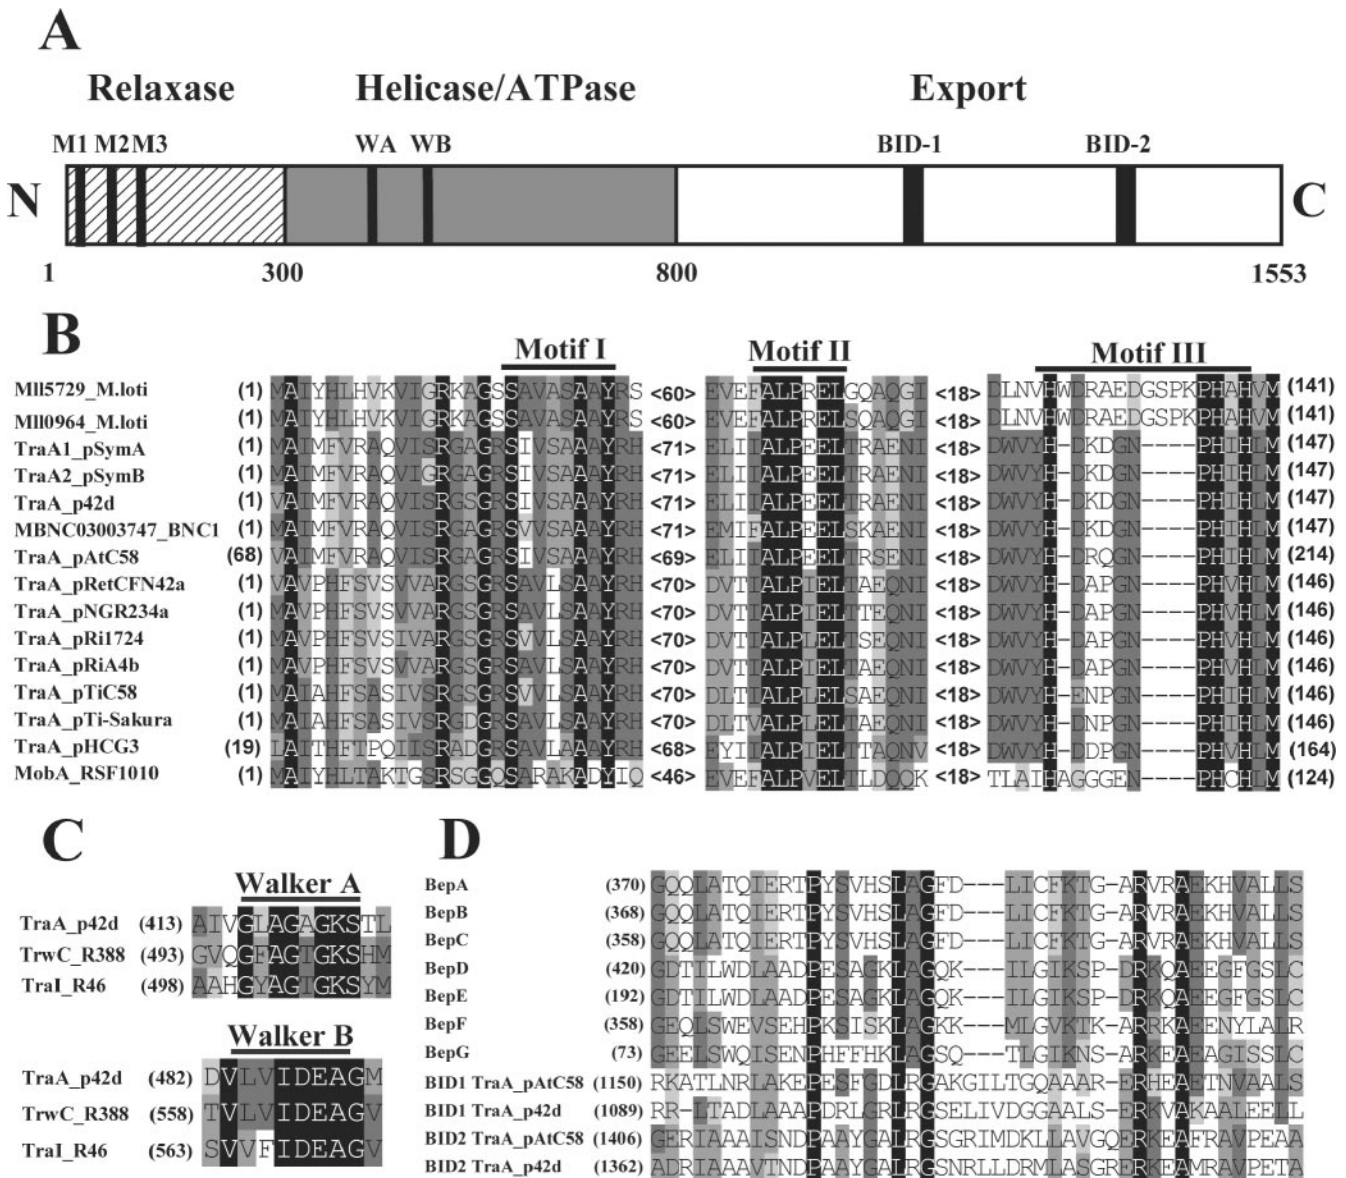 A
Relaxase Helicase/ATPase Export
M1 M2 M3 WA WB BID-1 BID-2
N C
1 300 800 1553
B
Motif I Motif II Motif III
Mll5729_M.loti (1) MAIYHLHVKVIGRKAGSSAVASAAYRS <60> EVEFALPRELGQAQGI <18> DLNVHWDRAEDGSPKPHAHVM (141)
Mll0964_M.loti (1) MAIYHLHVKVIGRKAGSSAVASAAYRS <60> EVEFALPRELGQAQGI <18> DLNVHWDRAEDGSPKPHAHVM (141)
TraA1_pSymA (1) MAIMFVRAQVISRGAGRSIVSAAAYRH <71> ELITALPEELTRAENI <18> DWVYH-DKDGN----PHIHLM (147)
TraA2_pSymB (1) MAIMFVRAQVIGRGAGRSIVSAAAYRH <71> ELITALPEELTRAENI <18> DWVYH-DKDGN----PHIHLM (147)
TraA_p42d (1) VAIMFVRAQVISRGSGRSIVSAAAYRH <71> ELITALPEELTRAENI <18> DWVYH-DKDGN----PHIHLM (147)
MBNC03003747_BNC1 (1) MAIMFVRAQVISRGAGRSVVSAAAYRH <71> EMIFALPEELSKAENI <18> DWVYH-DKDGN----PHIHLM (147)
TraA_pAtC58 (68) VAIMFVRAQVISRGAGRSIVSAAAYRH <69> ELITALPEELTRSENI <18> DWVYH-DRQGN----PHIHLM (214)
TraA_pRetCFN42a (1) VAVPHFSVSVVARGSGRSAVLSAAYRH <70> DVTIALPIELTAEQNI <18> DWVYH-DAPGN----PHVHLM (146)
TraA_pNGR234a (1) MAVPHFSVSVVARGSGRSAVLSAAYRH <70> DVTIALPIELTTEQNI <18> DWVYH-DAPGN----PHVHLM (146)
TraA_pRi1724 (1) MAVPHFSVSIVARGSGRSVVLSAAYRH <70> DVTIALPLELTSEQNI <18> DWVYH-DAPGN----PHVHLM (146)
TraA_pRiA4b (1) MAVPHFSVSVVARGSGRSAVLSAAYRH <70> DVTIALPLELTAEQNI <18> DWVYH-DAPGN----PHVHLM (146)
TraA_pTiC58 (1) MAIAHFSASIVSRGSGRSVVLSAAYRH <70> DLTIALPLELSAEQNI <18> DWVYH-ENPGN----PHIHLM (146)
TraA_pTi-Sakura (1) MAIAHFSASIVSRGDGRSAVLSAAYRH <70> DLTVALPLELTAEQNI <18> DWVYH-DNPGN----PHIHLM (146)
TraA_pHCG3 (19) LAITHFTPQIISRADGRSAVLAAAYRH <68> EYIIALPIELTTAQNV <18> DWVYH-DDPGN----PHVGLM (164)
MobA_RSF1010 (1) MAIYHLTAKTGSRSGGQSARAKADYIQ <46> EVEFALPVELTLDQQK <18> TLAIHAGGGEN----PHCHLM (124)
C
Walker A
TraA_p42d (413) AIVGLAGAGKSTL
TrwC_R388 (493) GVQGFAGTGKSHM
TraI_R46 (498) AAHGYAGTGKSYM
Walker B
TraA_p42d (482) DVLVIDEAGM
TrwC_R388 (558) TVLVIDEAGV
TraI_R46 (563) SVVFIDEAGV
D
BepA (370) GQQLATQIERTPYSVHSLAGFD---LICFKTG-ARVRAEKHVALLS
BepB (368) GQQLATQIERTPYSVHSLAGFD---LICFKTG-ARVRAEKHVALLS
BepC (358) GQQLATQIERTPYSVHSLAGFD---LICFKTG-ARVRAEKHVALLS
BepD (420) GDTILWDLAADPESAGKLAGQK---ILGIKSP-DRKQAEEGFGSLC
BepE (192) GDTILWDLAADPESAGKLAGQK---ILGIKSP-DRKQAEEGFGSLC
BepF (358) GEQLSWEVSEHPKSISKLAGKK---MLGVKTK-ARRKAEENYLALR
BepG (73) GEELSWQISENPHFFHKLAGSQ---TLGIKNS-ARKEAEAGISSLC
BID1 TraA_pAtC58 (1150) RKATLNRLAKEPESFGDLRGAKGILTGQAAAR-ERHEAETNVAALS
BID1 TraA_p42d (1089) RR-LTADLAAAPDRLGRLRGSELIVDGGAALS-ERKVAKAALEELL
BID2 TraA_pAtC58 (1406) GERIAAAISNDPAAYGALRGSGRIMDKLLAVGQERKEAFRAVPEAA
BID2 TraA_p42d (1362) ADRIAAAVTNDPAAYGALRGSNRLLDRMLASGRERKEAMRAVPETA